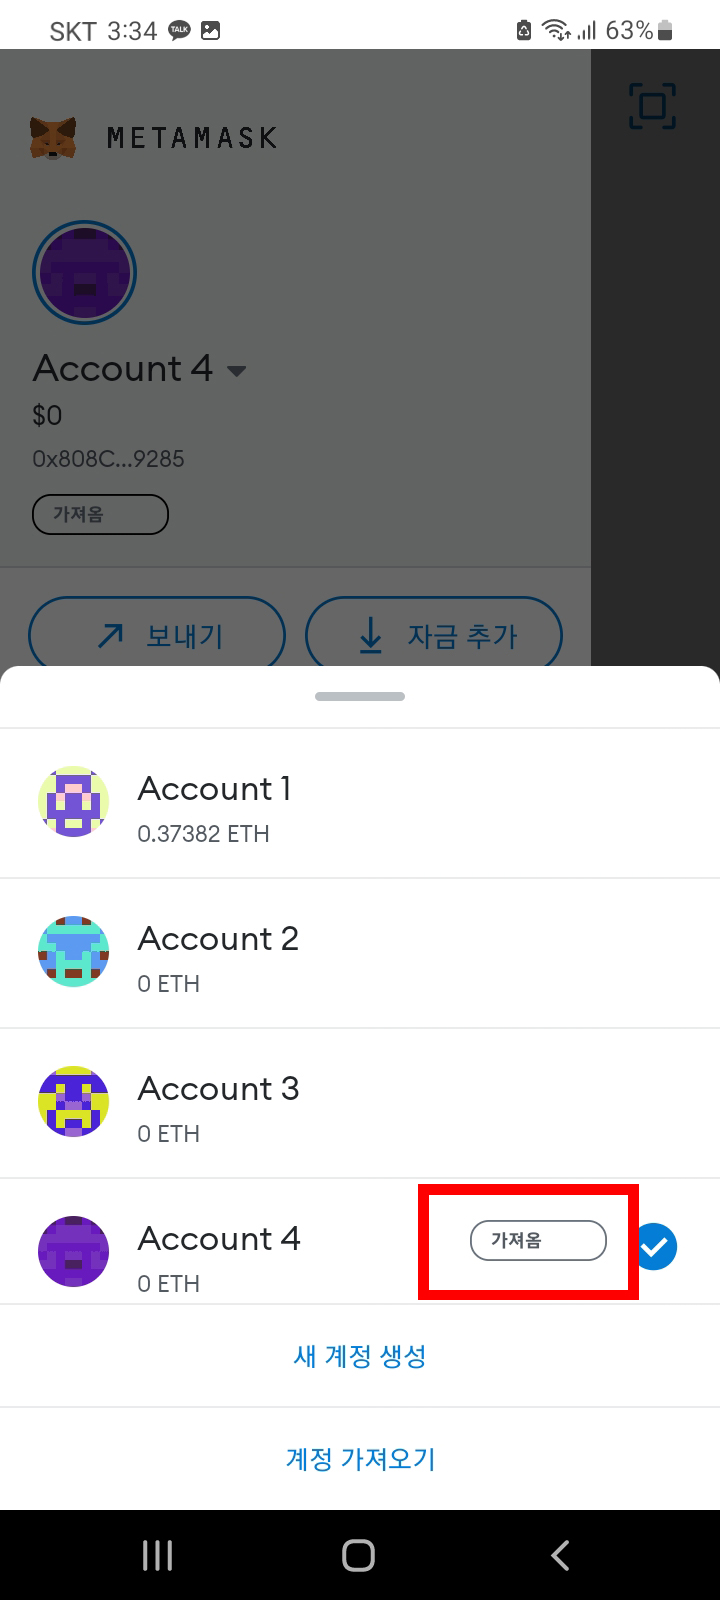 SKT 3:34 TALK 63%
METAMASK
Account 4
$0
0x808C...9285
가져옴
보내기 자금 추가
Account 1
0.37382 ETH
Account 2
0 ETH
Account 3
0 ETH
Account 4 가져옴
0 ETH
새 계정 생성
계정 가져오기